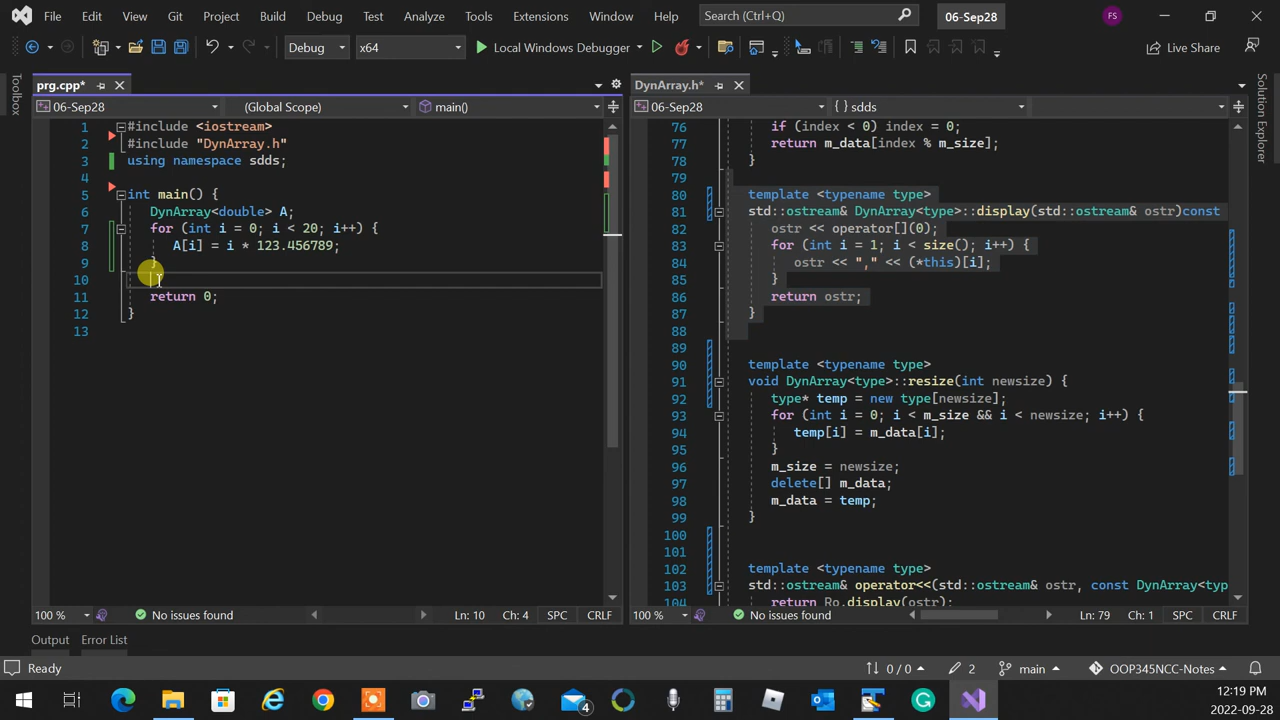 File Edit View Git Project Build Debug Test Analyze Tools Extensions Window Help Search (Ctrl+Q) 06-Sep28 FS
Debug x64 Local Windows Debugger Live Share
Toolbox
prg.cpp*
06-Sep28 (Global Scope) main()
1 #include <iostream>
2 #include "DynArray.h"
3 using namespace sdds;
4
5 int main() {
6 DynArray<double> A;
7 for (int i = 0; i < 20; i++) {
8 A[i] = i * 123.456789;
9 }
10
11 return 0;
12 }
13
100 % No issues found Ln: 10 Ch: 4 SPC CRLF
DynArray.h*
06-Sep28 sdds
76 if (index < 0) index = 0;
77 return m_data[index % m_size];
78 }
79
80 template <typename type>
81 std::ostream& DynArray<type>::display(std::ostream& ostr)const
82 ostr << operator[](0);
83 for (int i = 1; i < size(); i++) {
84 ostr << "," << (*this)[i];
85 }
86 return ostr;
87 }
88
89
90 template <typename type>
91 void DynArray<type>::resize(int newsize) {
92 type* temp = new type[newsize];
93 for (int i = 0; i < m_size && i < newsize; i++) {
94 temp[i] = m_data[i];
95 }
96 m_size = newsize;
97 delete[] m_data;
98 m_data = temp;
99 }
100
101
102 template <typename type>
103 std::ostream& operator<<(std::ostream& ostr, const DynArray<typ
104 return Ro.display(ostr);
100 % No issues found Ln: 79 Ch: 1 SPC CRLF
Solution Explorer
Output Error List
Ready 0 / 0 2 main OOP345NCC-Notes
4
12:19 PM
2022-09-28